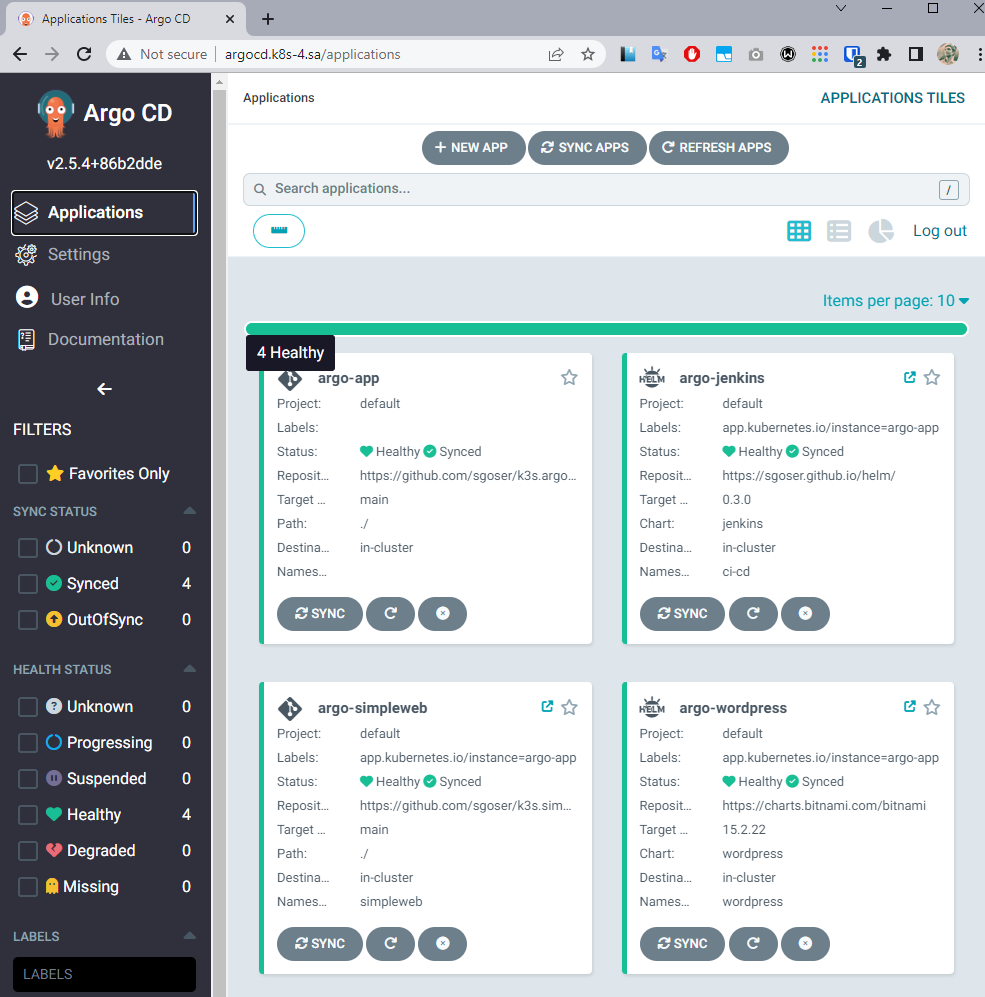 Applications Tiles - Argo CD
Not secure argocd.k8s-4.sa/applications
2
Argo CD
v2.5.4+86b2dde
Applications
Settings
User Info
Documentation
FILTERS
Favorites Only
SYNC STATUS
Unknown 0
Synced 4
OutOfSync 0
HEALTH STATUS
Unknown 0
Progressing 0
Suspended 0
Healthy 4
Degraded 0
Missing 0
LABELS
LABELS
Applications APPLICATIONS TILES
NEW APP SYNC APPS REFRESH APPS
Search applications... /
Log out
Items per page: 10
4 Healthy
argo-app
Project: default
Labels:
Status: Healthy Synced
Reposit... https://github.com/sgoser/k3s.argo...
Target ... main
Path: ./
Destina... in-cluster
Names...
SYNC
HELM argo-jenkins
Project: default
Labels: app.kubernetes.io/instance=argo-app
Status: Healthy Synced
Reposit... https://sgoser.github.io/helm/
Target ... 0.3.0
Chart: jenkins
Destina... in-cluster
Names... ci-cd
SYNC
argo-simpleweb
Project: default
Labels: app.kubernetes.io/instance=argo-app
Status: Healthy Synced
Reposit... https://github.com/sgoser/k3s.sim...
Target ... main
Path: ./
Destina... in-cluster
Names... simpleweb
SYNC
HELM argo-wordpress
Project: default
Labels: app.kubernetes.io/instance=argo-app
Status: Healthy Synced
Reposit... https://charts.bitnami.com/bitnami
Target ... 15.2.22
Chart: wordpress
Destina... in-cluster
Names... wordpress
SYNC